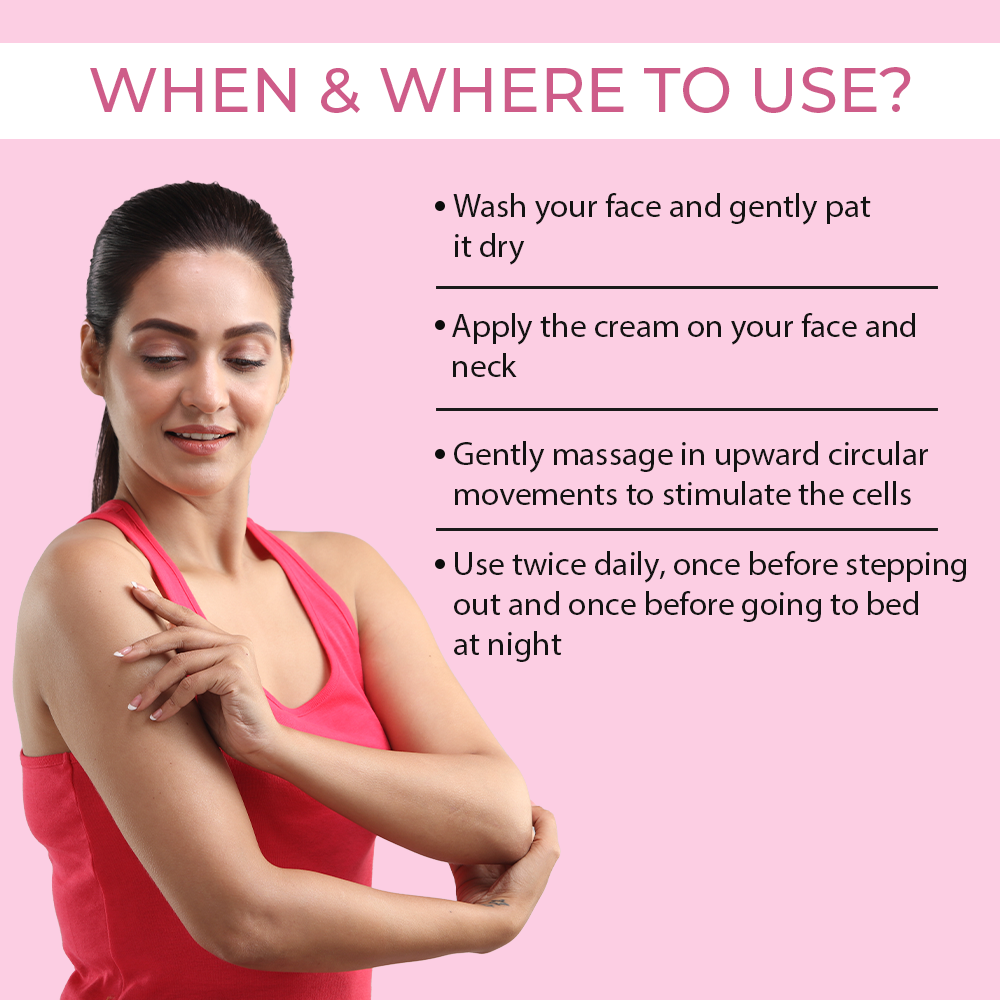 WHEN & WHERE TO USE?
• Wash your face and gently pat
it dry
• Apply the cream on your face and
neck
• Gently massage in upward circular
movements to stimulate the cells
• Use twice daily, once before stepping
out and once before going to bed
at night